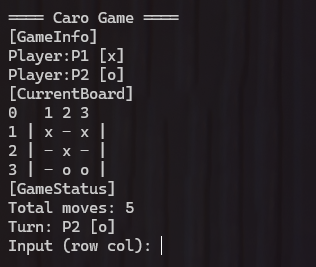 ==== Caro Game ====
[GameInfo]
Player:P1 [x]
Player:P2 [o]
[CurrentBoard]
0   1 2 3
1 | x - x |
2 | - x - |
3 | - o o |
[GameStatus]
Total moves: 5
Turn: P2 [o]
Input (row col):